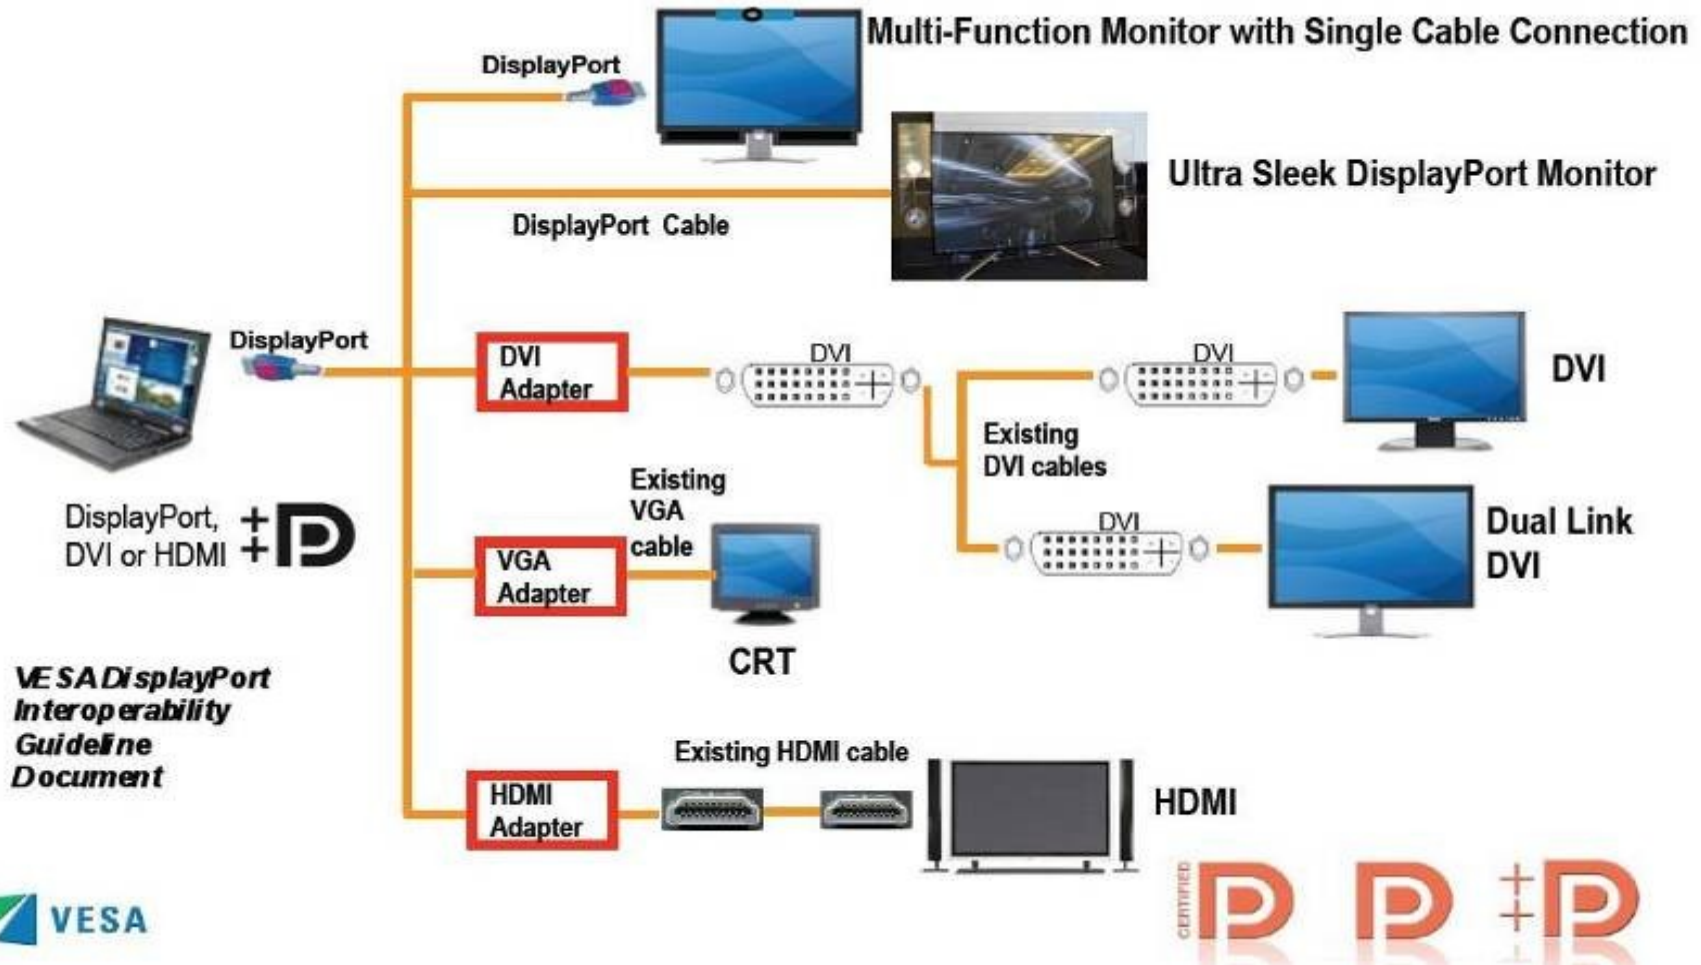 Multi-Function Monitor with Single Cable Connection
DisplayPort
Ultra Sleek DisplayPort Monitor
DisplayPort Cable
DisplayPort
DVI
Adapter
DVI
DVI
DVI
Existing
DVI cables
DisplayPort,
DVI or HDMI
Existing
VGA
cable
VGA
Adapter
CRT
DVI
Dual Link
DVI
VESA DisplayPort
Interoperability
Guideline
Document
Existing HDMI cable
HDMI
Adapter
HDMI
VESA
CERTIFIED